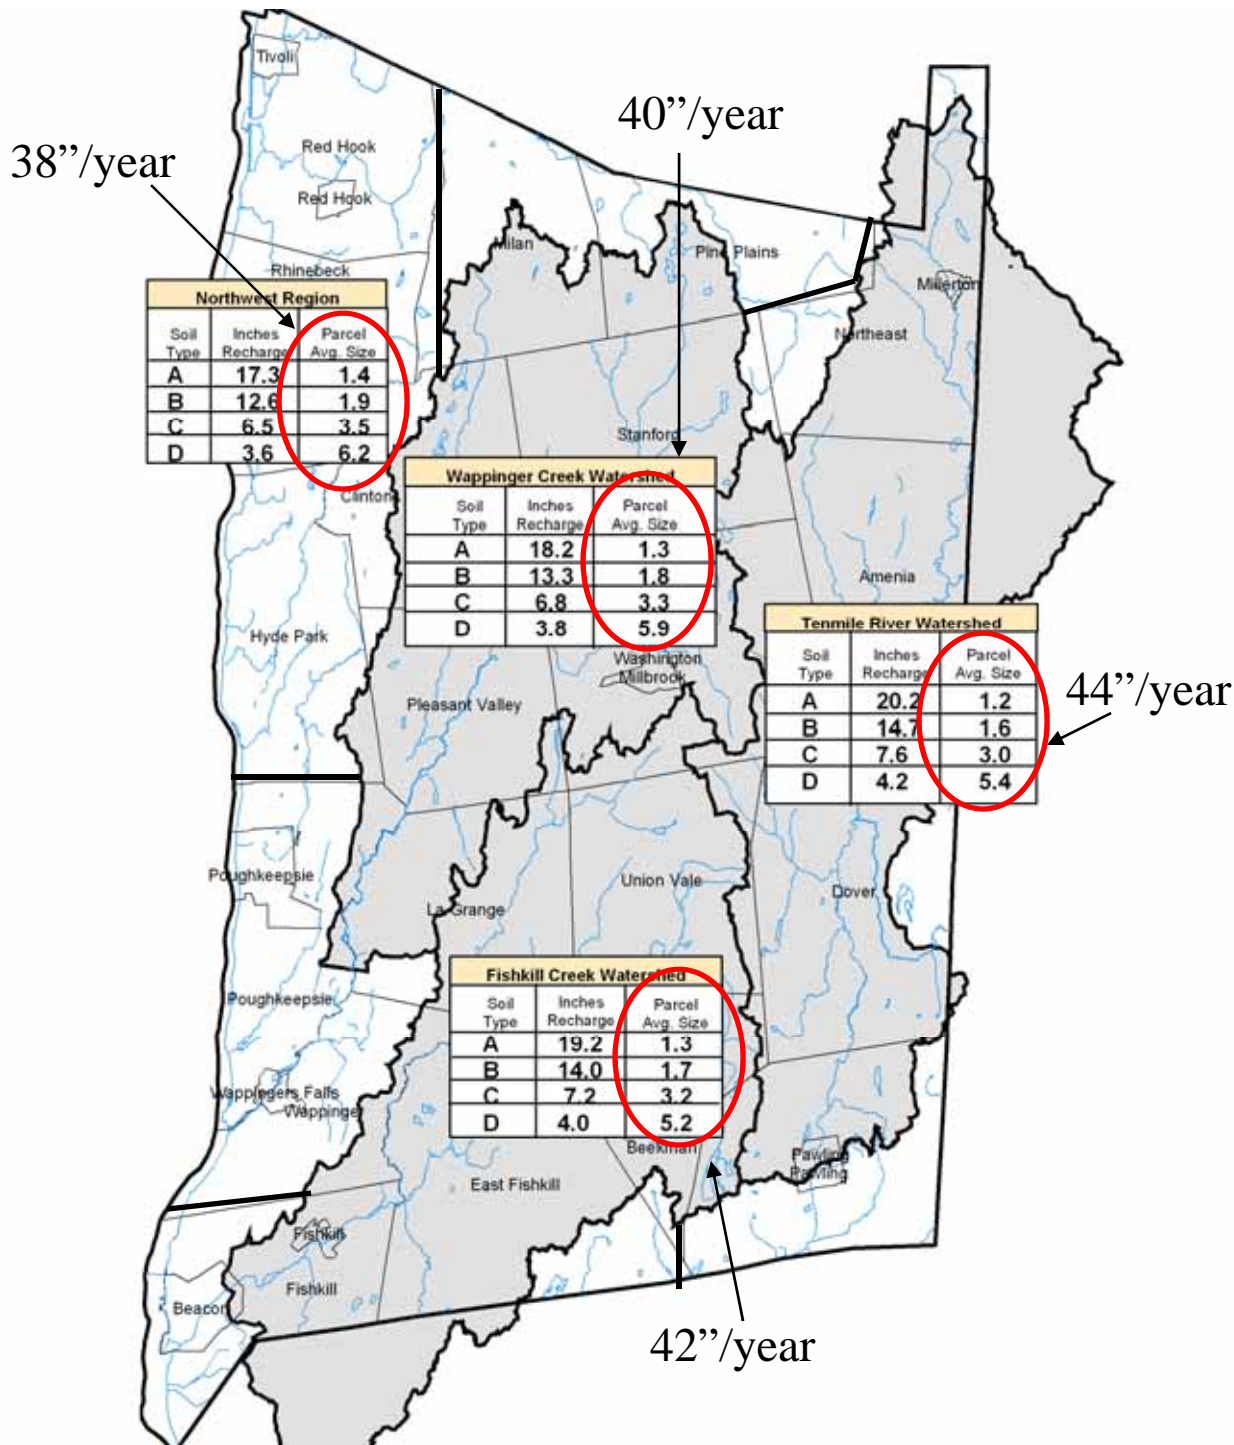 Tivoli
40”/year
38”/year
Red Hook
Red Hook
Milan
Pine Plains
Rhinebeck
Millerton
Northeast
Northwest Region
Soil Type Inches Recharge Parcel Avg. Size
A 17.3 1.4
B 12.6 1.9
C 6.5 3.5
D 3.6 6.2
Stanford
Clinton
Wappinger Creek Watershed
Soil Type Inches Recharge Parcel Avg. Size
A 18.2 1.3
B 13.3 1.8
C 6.8 3.3
D 3.8 5.9
Amenia
Hyde Park
Washington
Millbrook
Pleasant Valley
Tenmile River Watershed
Soil Type Inches Recharge Parcel Avg. Size
A 20.2 1.2
B 14.7 1.6
C 7.6 3.0
D 4.2 5.4
44”/year
Poughkeepsie
Union Vale
Dover
La Grange
Fishkill Creek Watershed
Soil Type Inches Recharge Parcel Avg. Size
A 19.2 1.3
B 14.0 1.7
C 7.2 3.2
D 4.0 5.2
Poughkeepsie
Wappingers Falls
Wappinger
Beekman
Pawling
Pawling
East Fishkill
Fishkill
Fishkill
Beacon
42”/year